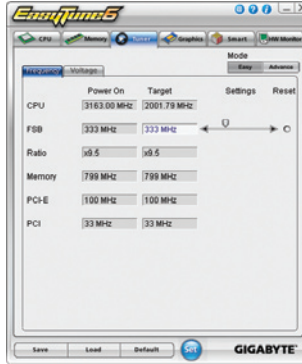 EasyTune6
CPU Memory Tuner Graphics Smart HW Monitor
Mode
Easy Advance
Frequency Voltage
Power On Target Settings Reset
CPU 3163.00 MHz 2001.79 MHz
FSB 333 MHz 333 MHz
Ratio x9.5 x9.5
Memory 799 MHz 799 MHz
PCI-E 100 MHz 100 MHz
PCI 33 MHz 33 MHz
Save Load Default Set GIGABYTE